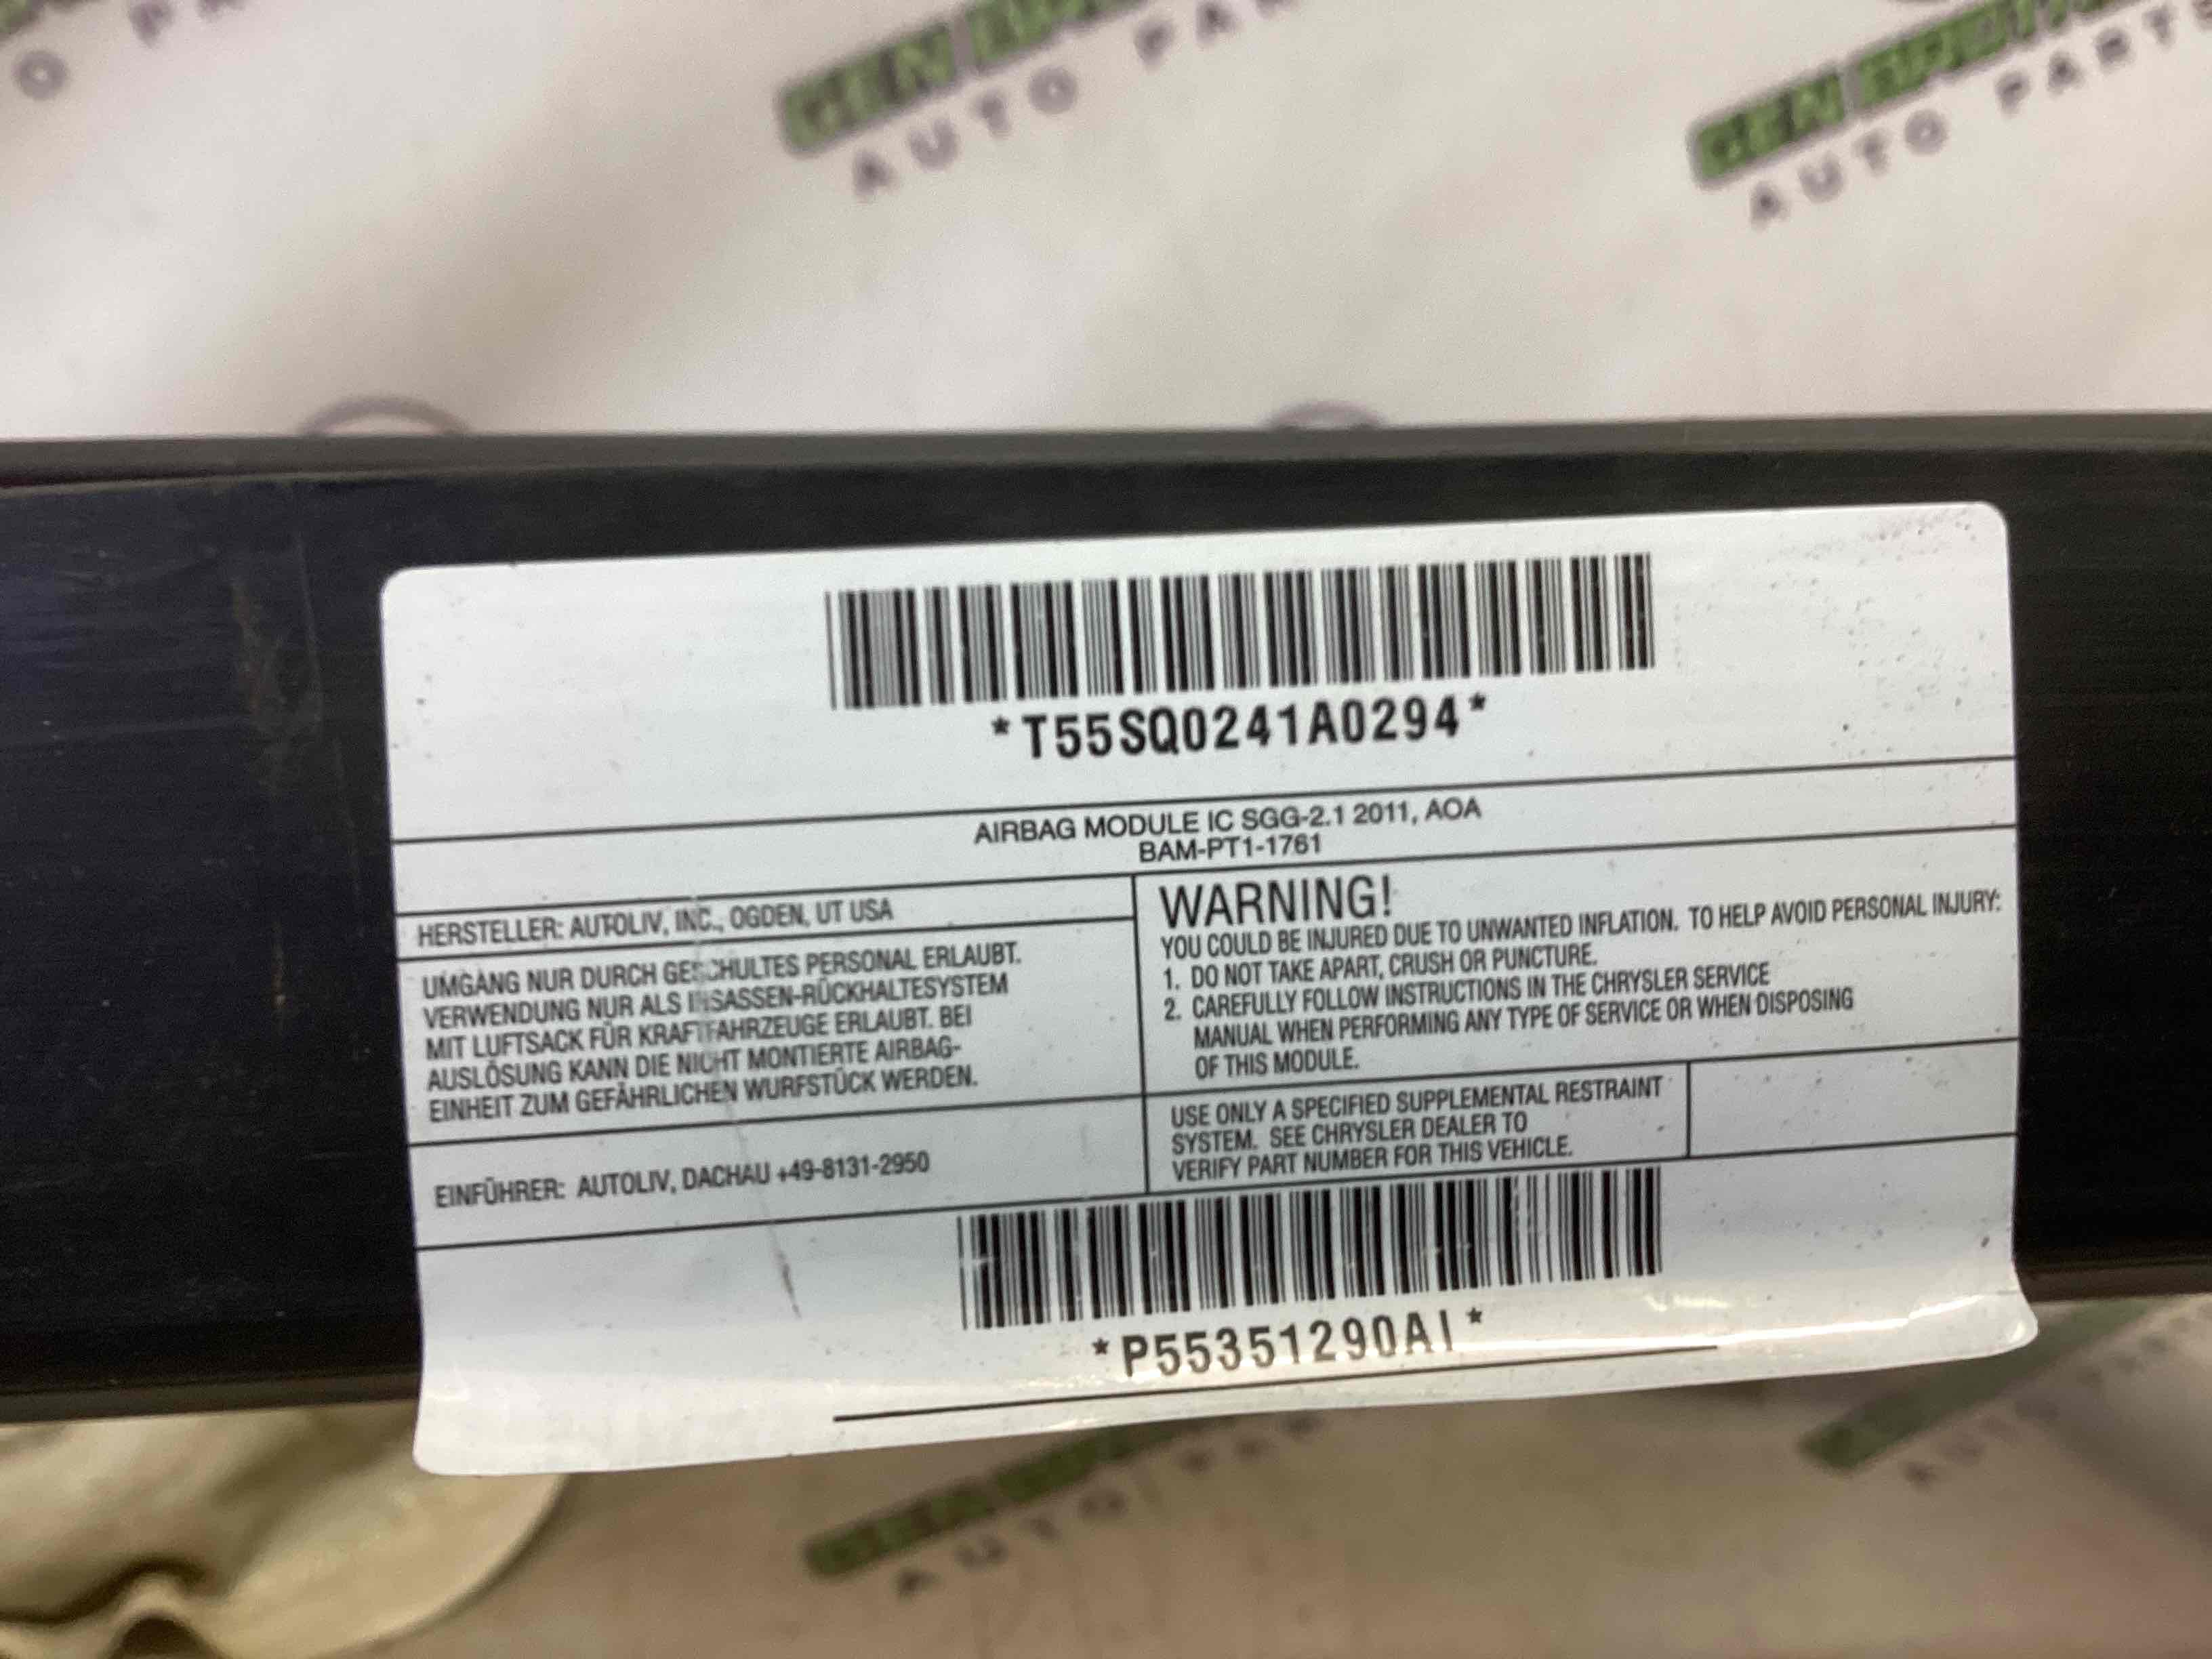 AUTO PAR
AUTO PA
AUTO PARTS
*T55SQ0241A0294*
AIRBAG MODULE IC SGG-2.1 2011, AOA
BAM-PT1-1761
HERSTELLER: AUTOLIV, INC., OGDEN, UT USA
UMGANG NUR DURCH GESCHULTES PERSONAL ERLAUBT.
VERWENDUNG NUR ALS INSASSEN-RÜCKHALTESYSTEM
MIT LUFTSACK FÜR KRAFTFAHRZEUGE ERLAUBT. BEI
AUSLÖSUNG KANN DIE NICHT MONTIERTE AIRBAG-
EINHEIT ZUM GEFÄHRLICHEN WURFSTÜCK WERDEN.
EINFÜHRER: AUTOLIV, DACHAU +49-8131-2950
WARNING!
YOU COULD BE INJURED DUE TO UNWANTED INFLATION. TO HELP AVOID PERSONAL INJURY:
1. DO NOT TAKE APART, CRUSH OR PUNCTURE.
2. CAREFULLY FOLLOW INSTRUCTIONS IN THE CHRYSLER SERVICE
MANUAL WHEN PERFORMING ANY TYPE OF SERVICE OR WHEN DISPOSING
OF THIS MODULE.
USE ONLY A SPECIFIED SUPPLEMENTAL RESTRAINT
SYSTEM. SEE CHRYSLER DEALER TO
VERIFY PART NUMBER FOR THIS VEHICLE.
*P55351290AI*